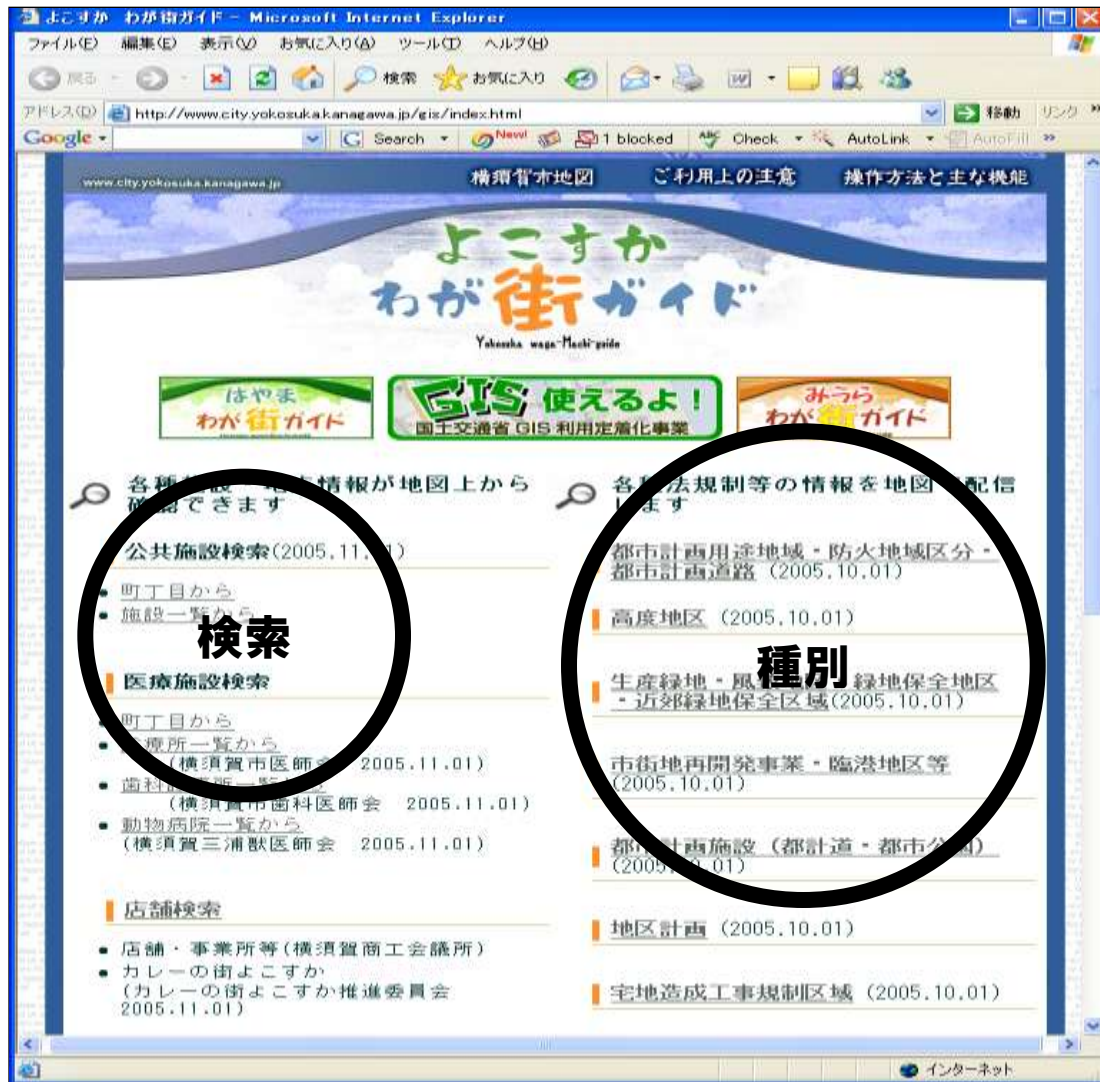 よこすか わが街ガイド - Microsoft Internet Explorer
ファイル(F) 編集(E) 表示(V) お気に入り(A) ツール(T) ヘルプ(H)
戻る 検索 お気に入り
アドレス(D) http://www.city.yokosuka.kanagawa.jp/gis/index.html 移動 リンク »
Google Search New! 1 blocked Check AutoLink AutoFill »
www.city.yokosuka.kanagawa.jp 横須賀市地図 ご利用上の注意 操作方法と主な機能
よこすか
わが街ガイド
Yokosuka waga-Machi-guide
はやま
わが街ガイド
GIS 使えるよ!
国土交通省 GIS 利用定着化事業
みうら
わが街ガイド
各種 情報が地図上から
確認できます
公共施設検索(2005.11.01)
町丁目から
施設一覧から
検索
医療施設検索
町丁目から
療所一覧から
(横須賀市医師会 2005.11.01)
歯科 所一覧から
(横須賀市歯科医師会 2005.11.01)
動物病院一覧から
(横須賀三浦獣医師会 2005.11.01)
店舗検索
店舗・事業所等(横須賀商工会議所)
カレーの街よこすか
(カレーの街よこすか推進委員会
2005.11.01)
各種法規制等の情報を地図 配信
します
都市計画用途地域・防火地域区分・
都市計画道路 (2005.10.01)
高度地区 (2005.10.01)
種別
生産緑地・風 緑地保全地区
・近郊緑地保全区域(2005.10.01)
市街地再開発事業・臨港地区等
(2005.10.01)
都市計画施設(都計道・都市公園)
(2005.10.01)
地区計画 (2005.10.01)
宅地造成工事規制区域 (2005.10.01)
インターネット